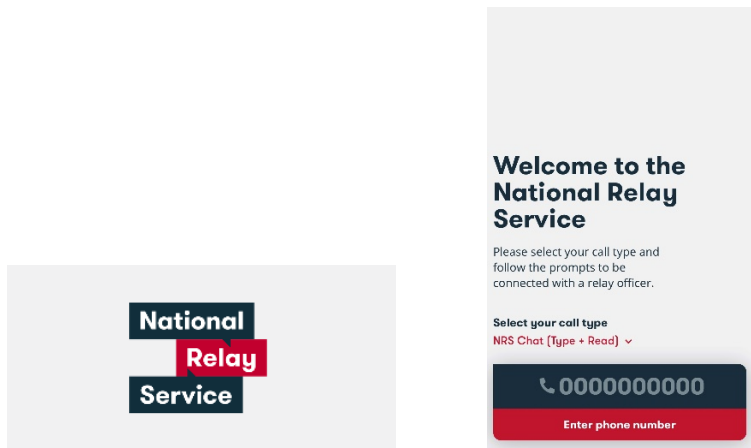 National
Relay
Service
Welcome to the
National Relay
Service
Please select your call type and
follow the prompts to be
connected with a relay officer.
Select your call type
NRS Chat (Type + Read)
0000000000
Enter phone number